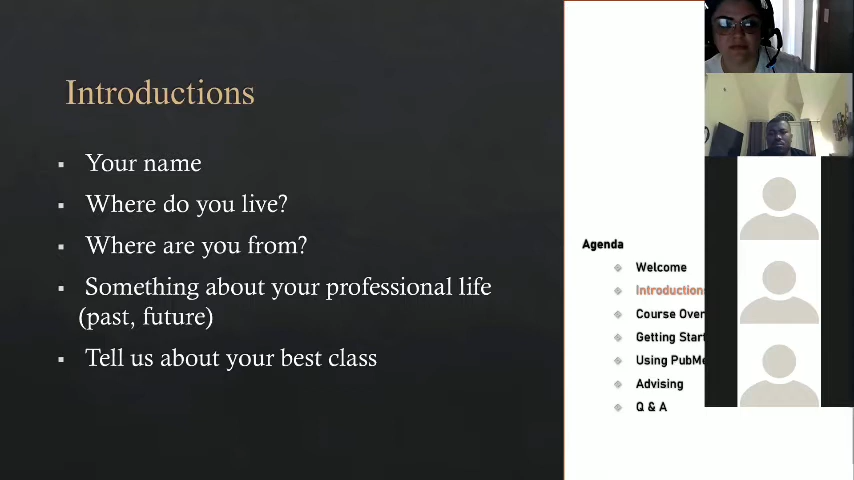 Introductions
Your name
Where do you live?
Where are you from?
Something about your professional life
(past, future)
Tell us about your best class
Agenda
Welcome
Introductions
Course Over
Getting Start
Using PubMe
Advising
Q & A